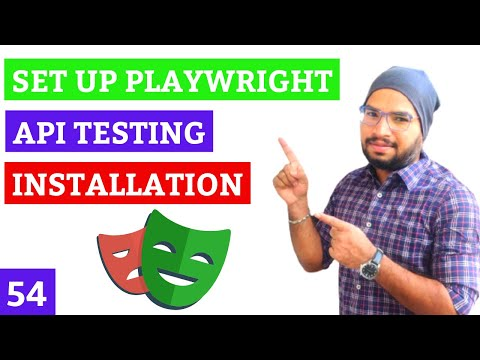 SET UP PLAYWRIGHT
API TESTING
INSTALLATION
54